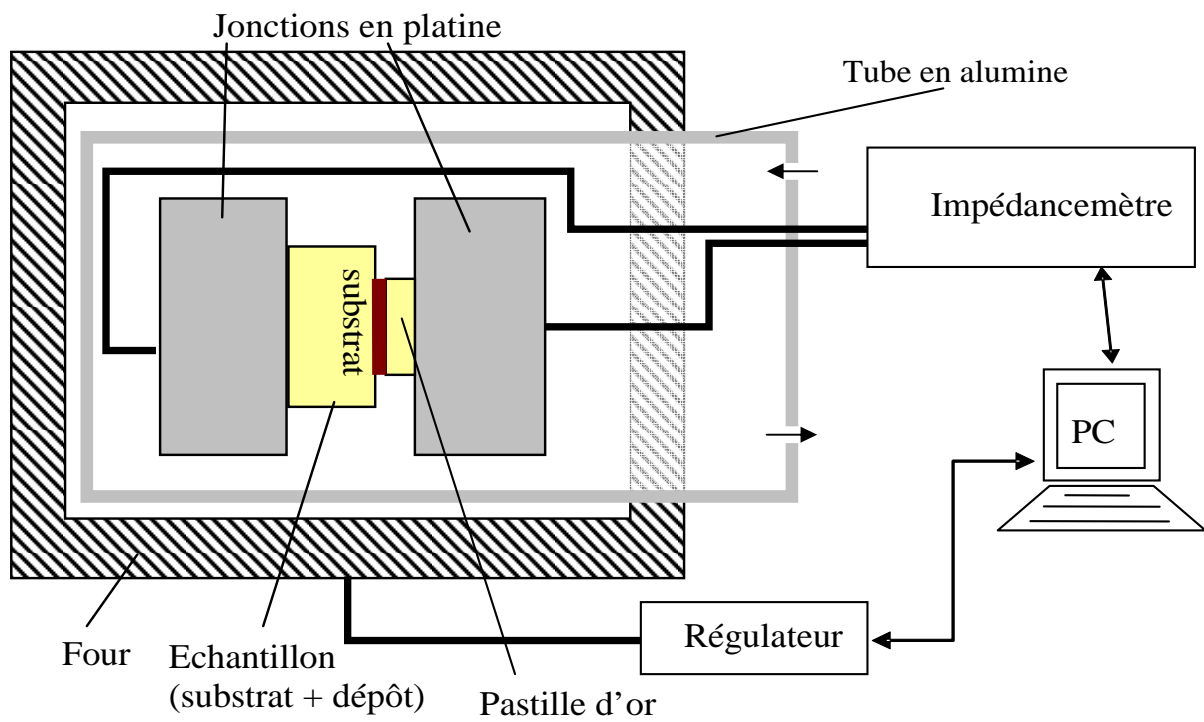 Jonctions en platine
Tube en alumine
Impédancemètre
substrat
PC
Régulateur
Four
Echantillon
(substrat + dépôt)
Pastille d’or